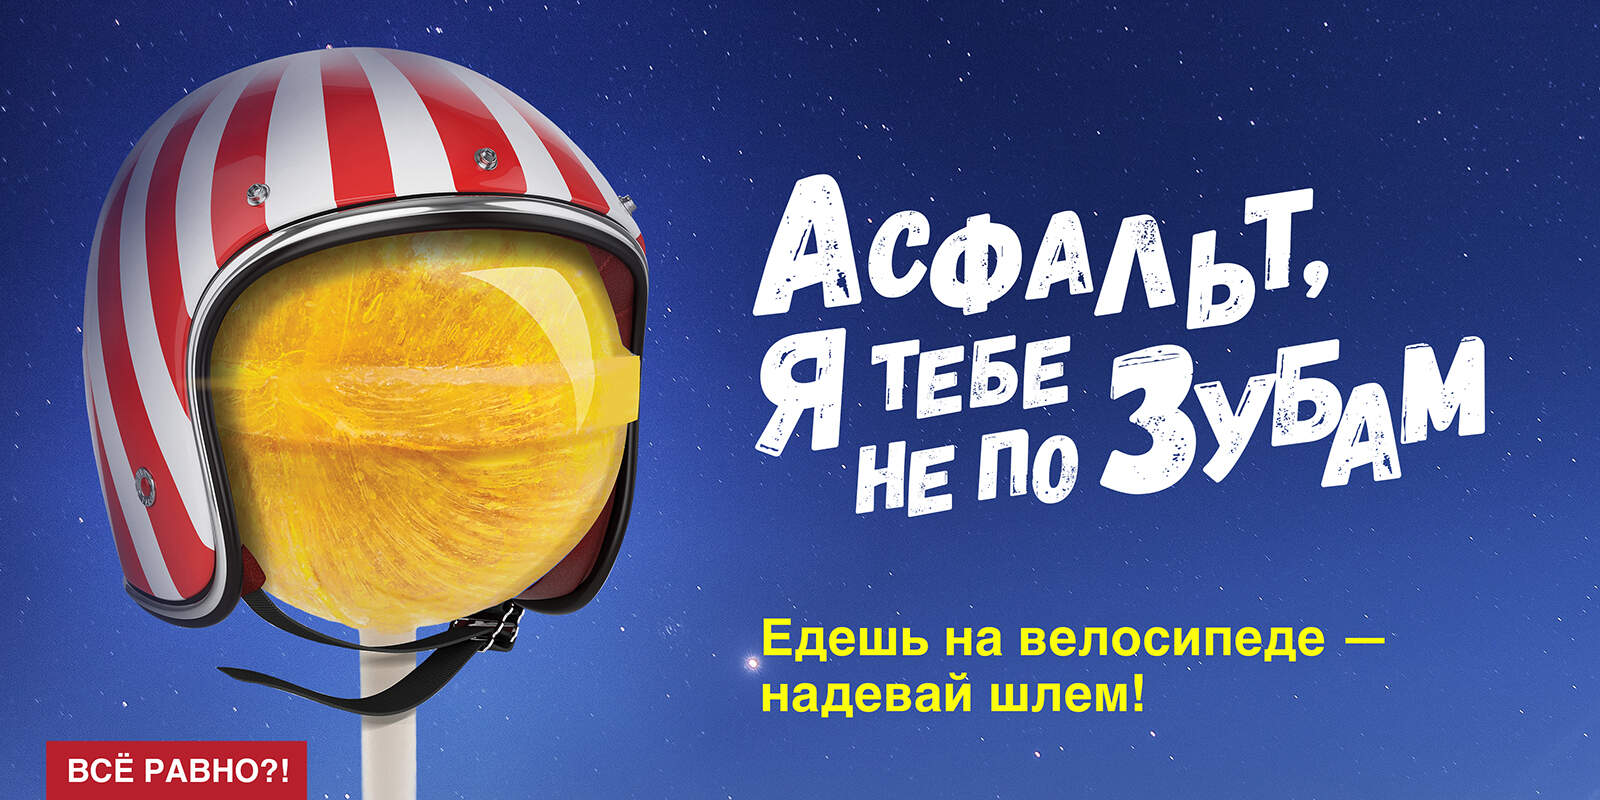 Асфальт,
я тебе
не по зубам
Едешь на велосипеде —
надевай шлем!
ВСЁ РАВНО?!